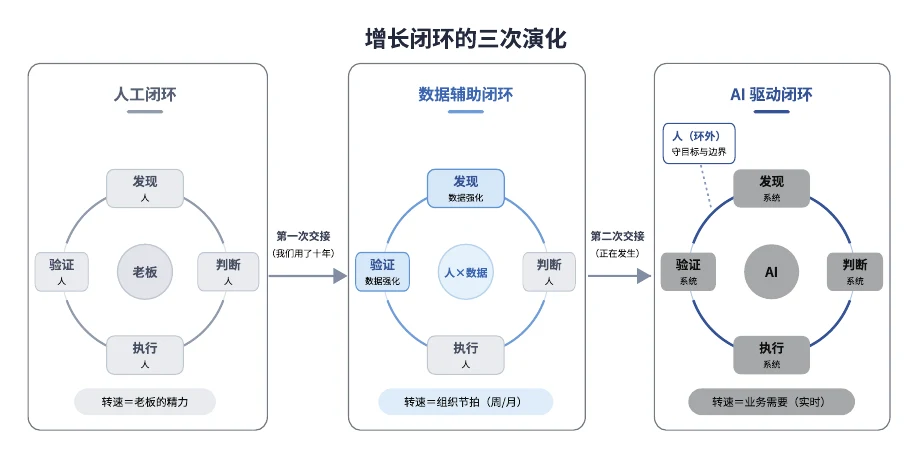 增长闭环的三次演化
人工闭环
发现
人
验证
人
老板
判断
人
执行
人
转速＝老板的精力
第一次交接
（我们用了十年）
数据辅助闭环
发现
数据强化
验证
数据强化
人×数据
判断
人
执行
人
转速＝组织节拍（周/月）
第二次交接
（正在发生）
AI 驱动闭环
人（环外）
守目标与边界
发现
系统
验证
系统
AI
判断
系统
执行
系统
转速＝业务需要（实时）